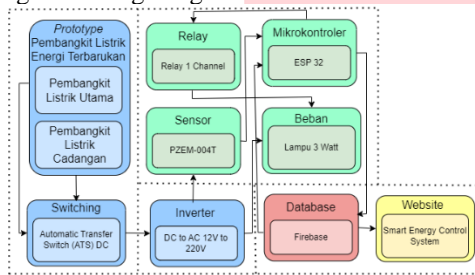 Prototype
Pembangkit Listrik
Energi Terbarukan
Pembangkit
Listrik Utama
Pembangkit
Listrik
Cadangan
Relay
Relay 1 Channel
Mikrokontroler
ESP 32
Sensor
PZEM-004T
Beban
Lampu 3 Watt
Switching
Automatic Transfer
Switch (ATS) DC
Inverter
DC to AC 12V to
220V
Database
Firebase
Website
Smart Energy Control
System